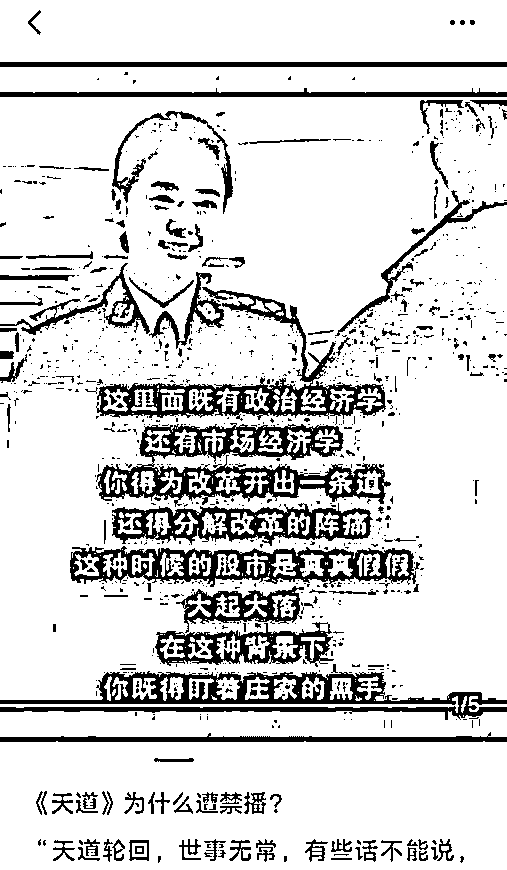 这里面既有政治经济学
还有市场经济学
你得为改革开出一条道
还得分解改革的阵痛
这种时候的股市是真真假假
大起大落
在这种背景下
你既得盯着庄家的黑手
1/5
《天道》为什么遭禁播？
“天道轮回，世事无常，有些话不能说，